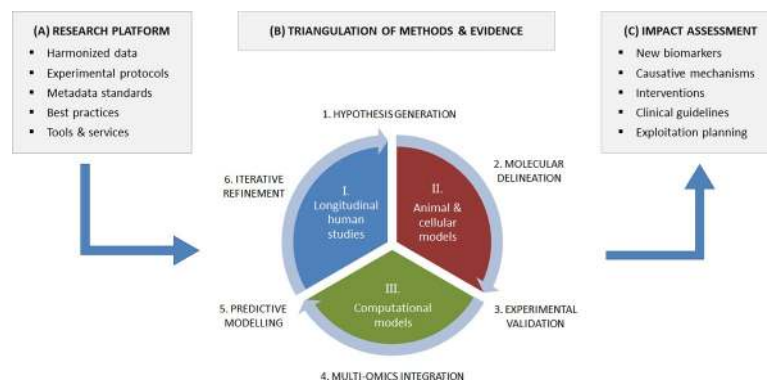 (A) RESEARCH PLATFORM
▪ Harmonized data
▪ Experimental protocols
▪ Metadata standards
▪ Best practices
▪ Tools & services
(B) TRIANGULATION OF METHODS & EVIDENCE
1. HYPOTHESIS GENERATION
2. MOLECULAR
DELINEATION
3. EXPERIMENTAL
VALIDATION
4. MULTI-OMICS INTEGRATION
5. PREDICTIVE
MODELLING
6. ITERATIVE
REFINEMENT
I.
Longitudinal
human
studies
II.
Animal &
cellular
models
III.
Computational
models
(C) IMPACT ASSESSMENT
▪ New biomarkers
▪ Causative mechanisms
▪ Interventions
▪ Clinical guidelines
▪ Exploitation planning